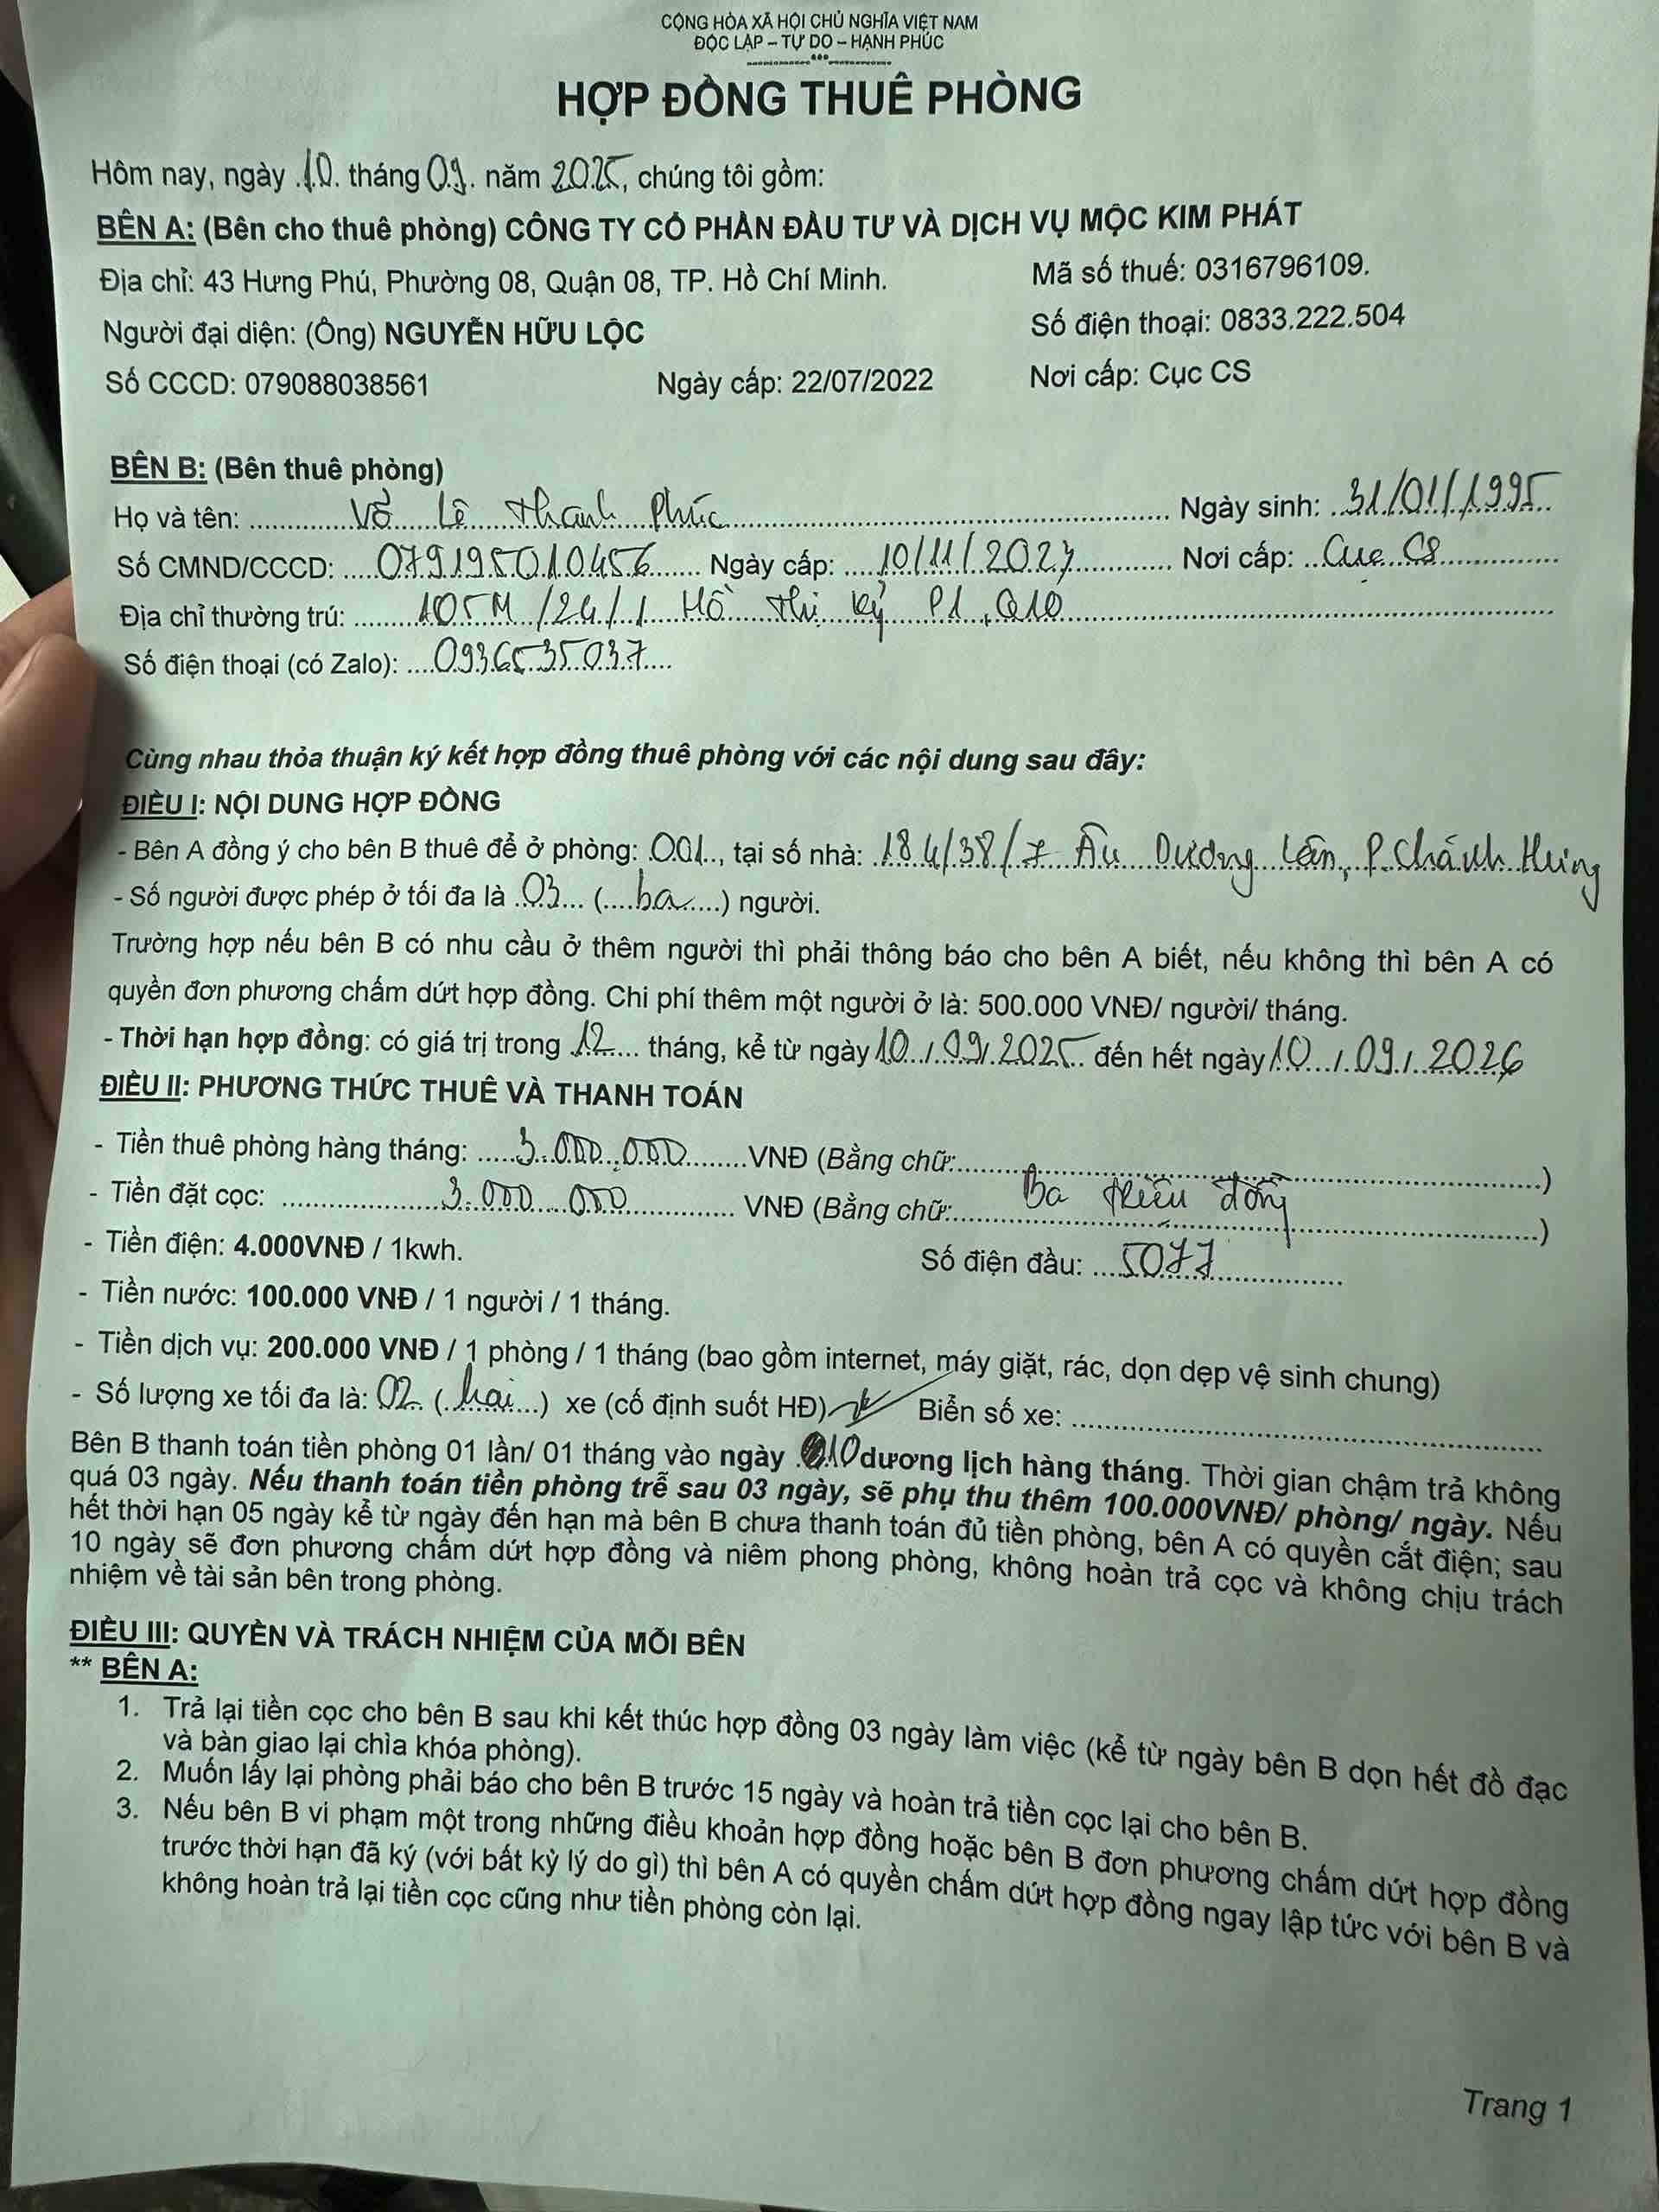 CỘNG HÒA XÃ HỘI CHỦ NGHĨA VIỆT NAM
ĐỘC LẬP – TỰ DO – HẠNH PHÚC
HỢP ĐỒNG THUÊ PHÒNG
Hôm nay, ngày 10 tháng 09 năm 2025, chúng tôi gồm:
BÊN A: (Bên cho thuê phòng) CÔNG TY CỔ PHẦN ĐẦU TƯ VÀ DỊCH VỤ MỘC KIM PHÁT
Địa chỉ: 43 Hưng Phú, Phường 08, Quận 08, TP. Hồ Chí Minh. Mã số thuế: 0316796109.
Người đại diện: (Ông) NGUYỄN HỮU LỘC Số điện thoại: 0833.222.504
Số CCCD: 079088038561 Ngày cấp: 22/07/2022 Nơi cấp: Cục CS
BÊN B: (Bên thuê phòng)
Họ và tên: Võ Lê Thanh Phúc Ngày sinh: 31/01/1995
Số CMND/CCCD: 079195010456 Ngày cấp: 10/11/2027 Nơi cấp: Cục CS
Địa chỉ thường trú: 105M/24/1 Hồ Thị Kỷ P1, Q10
Số điện thoại (có Zalo): 0936535037
Cùng nhau thỏa thuận ký kết hợp đồng thuê phòng với các nội dung sau đây:
ĐIỀU I: NỘI DUNG HỢP ĐỒNG
- Bên A đồng ý cho bên B thuê để ở phòng: 001, tại số nhà: 184/38/7 Âu Dương Lân, P. Chánh Hưng
- Số người được phép ở tối đa là 03 (ba) người.
Trường hợp nếu bên B có nhu cầu ở thêm người thì phải thông báo cho bên A biết, nếu không thì bên A có
quyền đơn phương chấm dứt hợp đồng. Chi phí thêm một người ở là: 500.000 VNĐ/ người/ tháng.
- Thời hạn hợp đồng: có giá trị trong 12 tháng, kể từ ngày 10/09/2025 đến hết ngày 10/09/2026
ĐIỀU II: PHƯƠNG THỨC THUÊ VÀ THANH TOÁN
- Tiền thuê phòng hàng tháng: 3.000.000 VNĐ (Bằng chữ: )
- Tiền đặt cọc: 3.000.000 VNĐ (Bằng chữ: Ba triệu đồng )
- Tiền điện: 4.000VNĐ / 1kwh. Số điện đầu: 5077
- Tiền nước: 100.000 VNĐ / 1 người / 1 tháng.
- Tiền dịch vụ: 200.000 VNĐ / 1 phòng / 1 tháng (bao gồm internet, máy giặt, rác, dọn dẹp vệ sinh chung)
- Số lượng xe tối đa là: 02 (hai) xe (cố định suốt HĐ) Biển số xe:
Bên B thanh toán tiền phòng 01 lần/ 01 tháng vào ngày 10 dương lịch hàng tháng. Thời gian chậm trả không
quá 03 ngày. Nếu thanh toán tiền phòng trễ sau 03 ngày, sẽ phụ thu thêm 100.000VNĐ/ phòng/ ngày. Nếu
hết thời hạn 05 ngày kể từ ngày đến hạn mà bên B chưa thanh toán đủ tiền phòng, bên A có quyền cắt điện; sau
10 ngày sẽ đơn phương chấm dứt hợp đồng và niêm phong phòng, không hoàn trả cọc và không chịu trách
nhiệm về tài sản bên trong phòng.
ĐIỀU III: QUYỀN VÀ TRÁCH NHIỆM CỦA MỖI BÊN
** BÊN A:
1. Trả lại tiền cọc cho bên B sau khi kết thúc hợp đồng 03 ngày làm việc (kể từ ngày bên B dọn hết đồ đạc
và bàn giao lại chìa khóa phòng).
2. Muốn lấy lại phòng phải báo cho bên B trước 15 ngày và hoàn trả tiền cọc lại cho bên B.
3. Nếu bên B vi phạm một trong những điều khoản hợp đồng hoặc bên B đơn phương chấm dứt hợp đồng
trước thời hạn đã ký (với bất kỳ lý do gì) thì bên A có quyền chấm dứt hợp đồng ngay lập tức với bên B và
không hoàn trả lại tiền cọc cũng như tiền phòng còn lại.
Trang 1